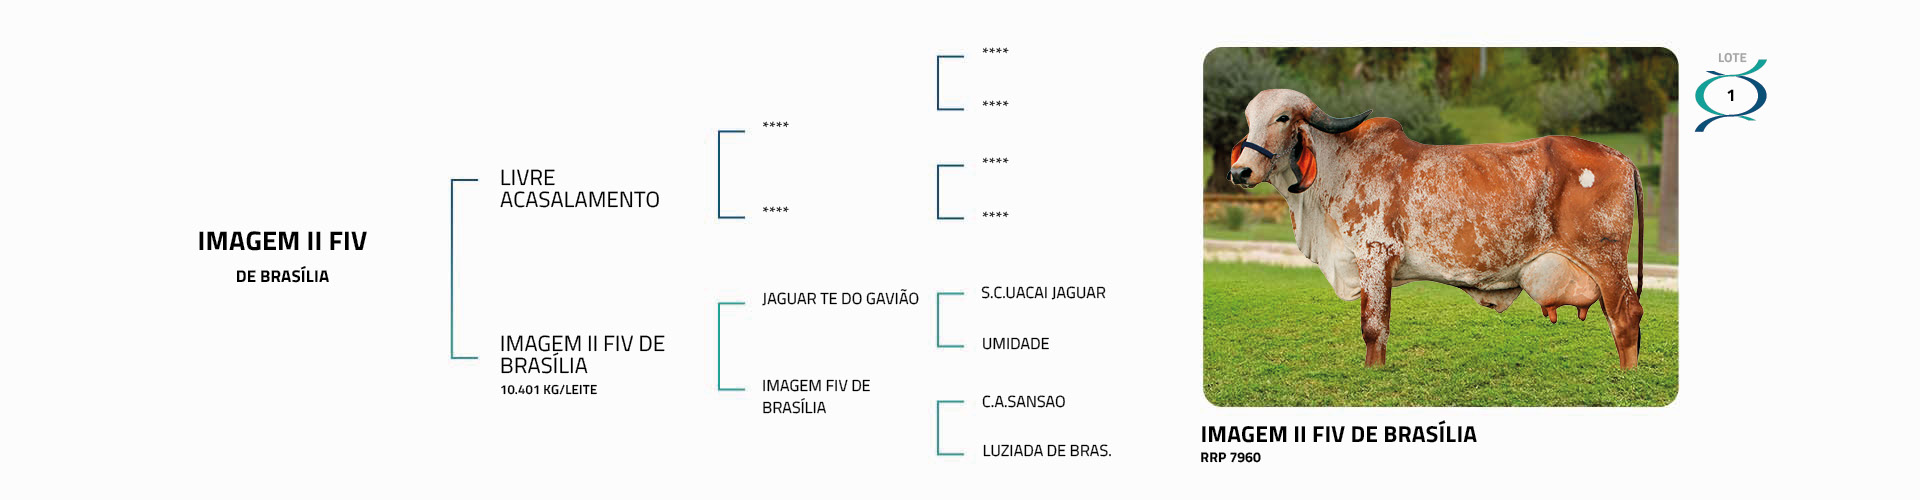 IMAGEM II FIV
DE BRASÍLIA
LIVRE
ACASALAMENTO
IMAGEM II FIV DE
BRASÍLIA
10.401 KG/LEITE
****
****
JAGUAR TE DO GAVIÃO
IMAGEM FIV DE
BRASÍLIA
****
****
****
****
S.C.UACAI JAGUAR
UMIDADE
C.A.SANSAO
LUZIADA DE BRAS.
LOTE
1
IMAGEM II FIV DE BRASÍLIA
RRP 7960